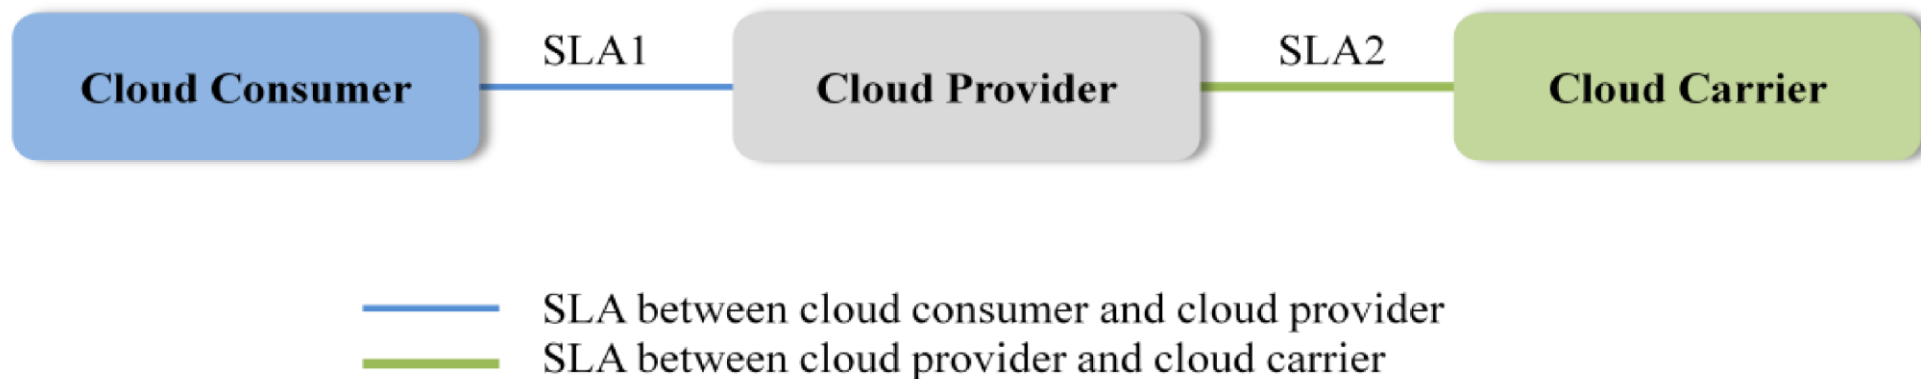 SLA1
SLA2
Cloud Consumer
Cloud Provider
Cloud Carrier
SLA between cloud consumer and cloud provider
SLA between cloud provider and cloud carrier